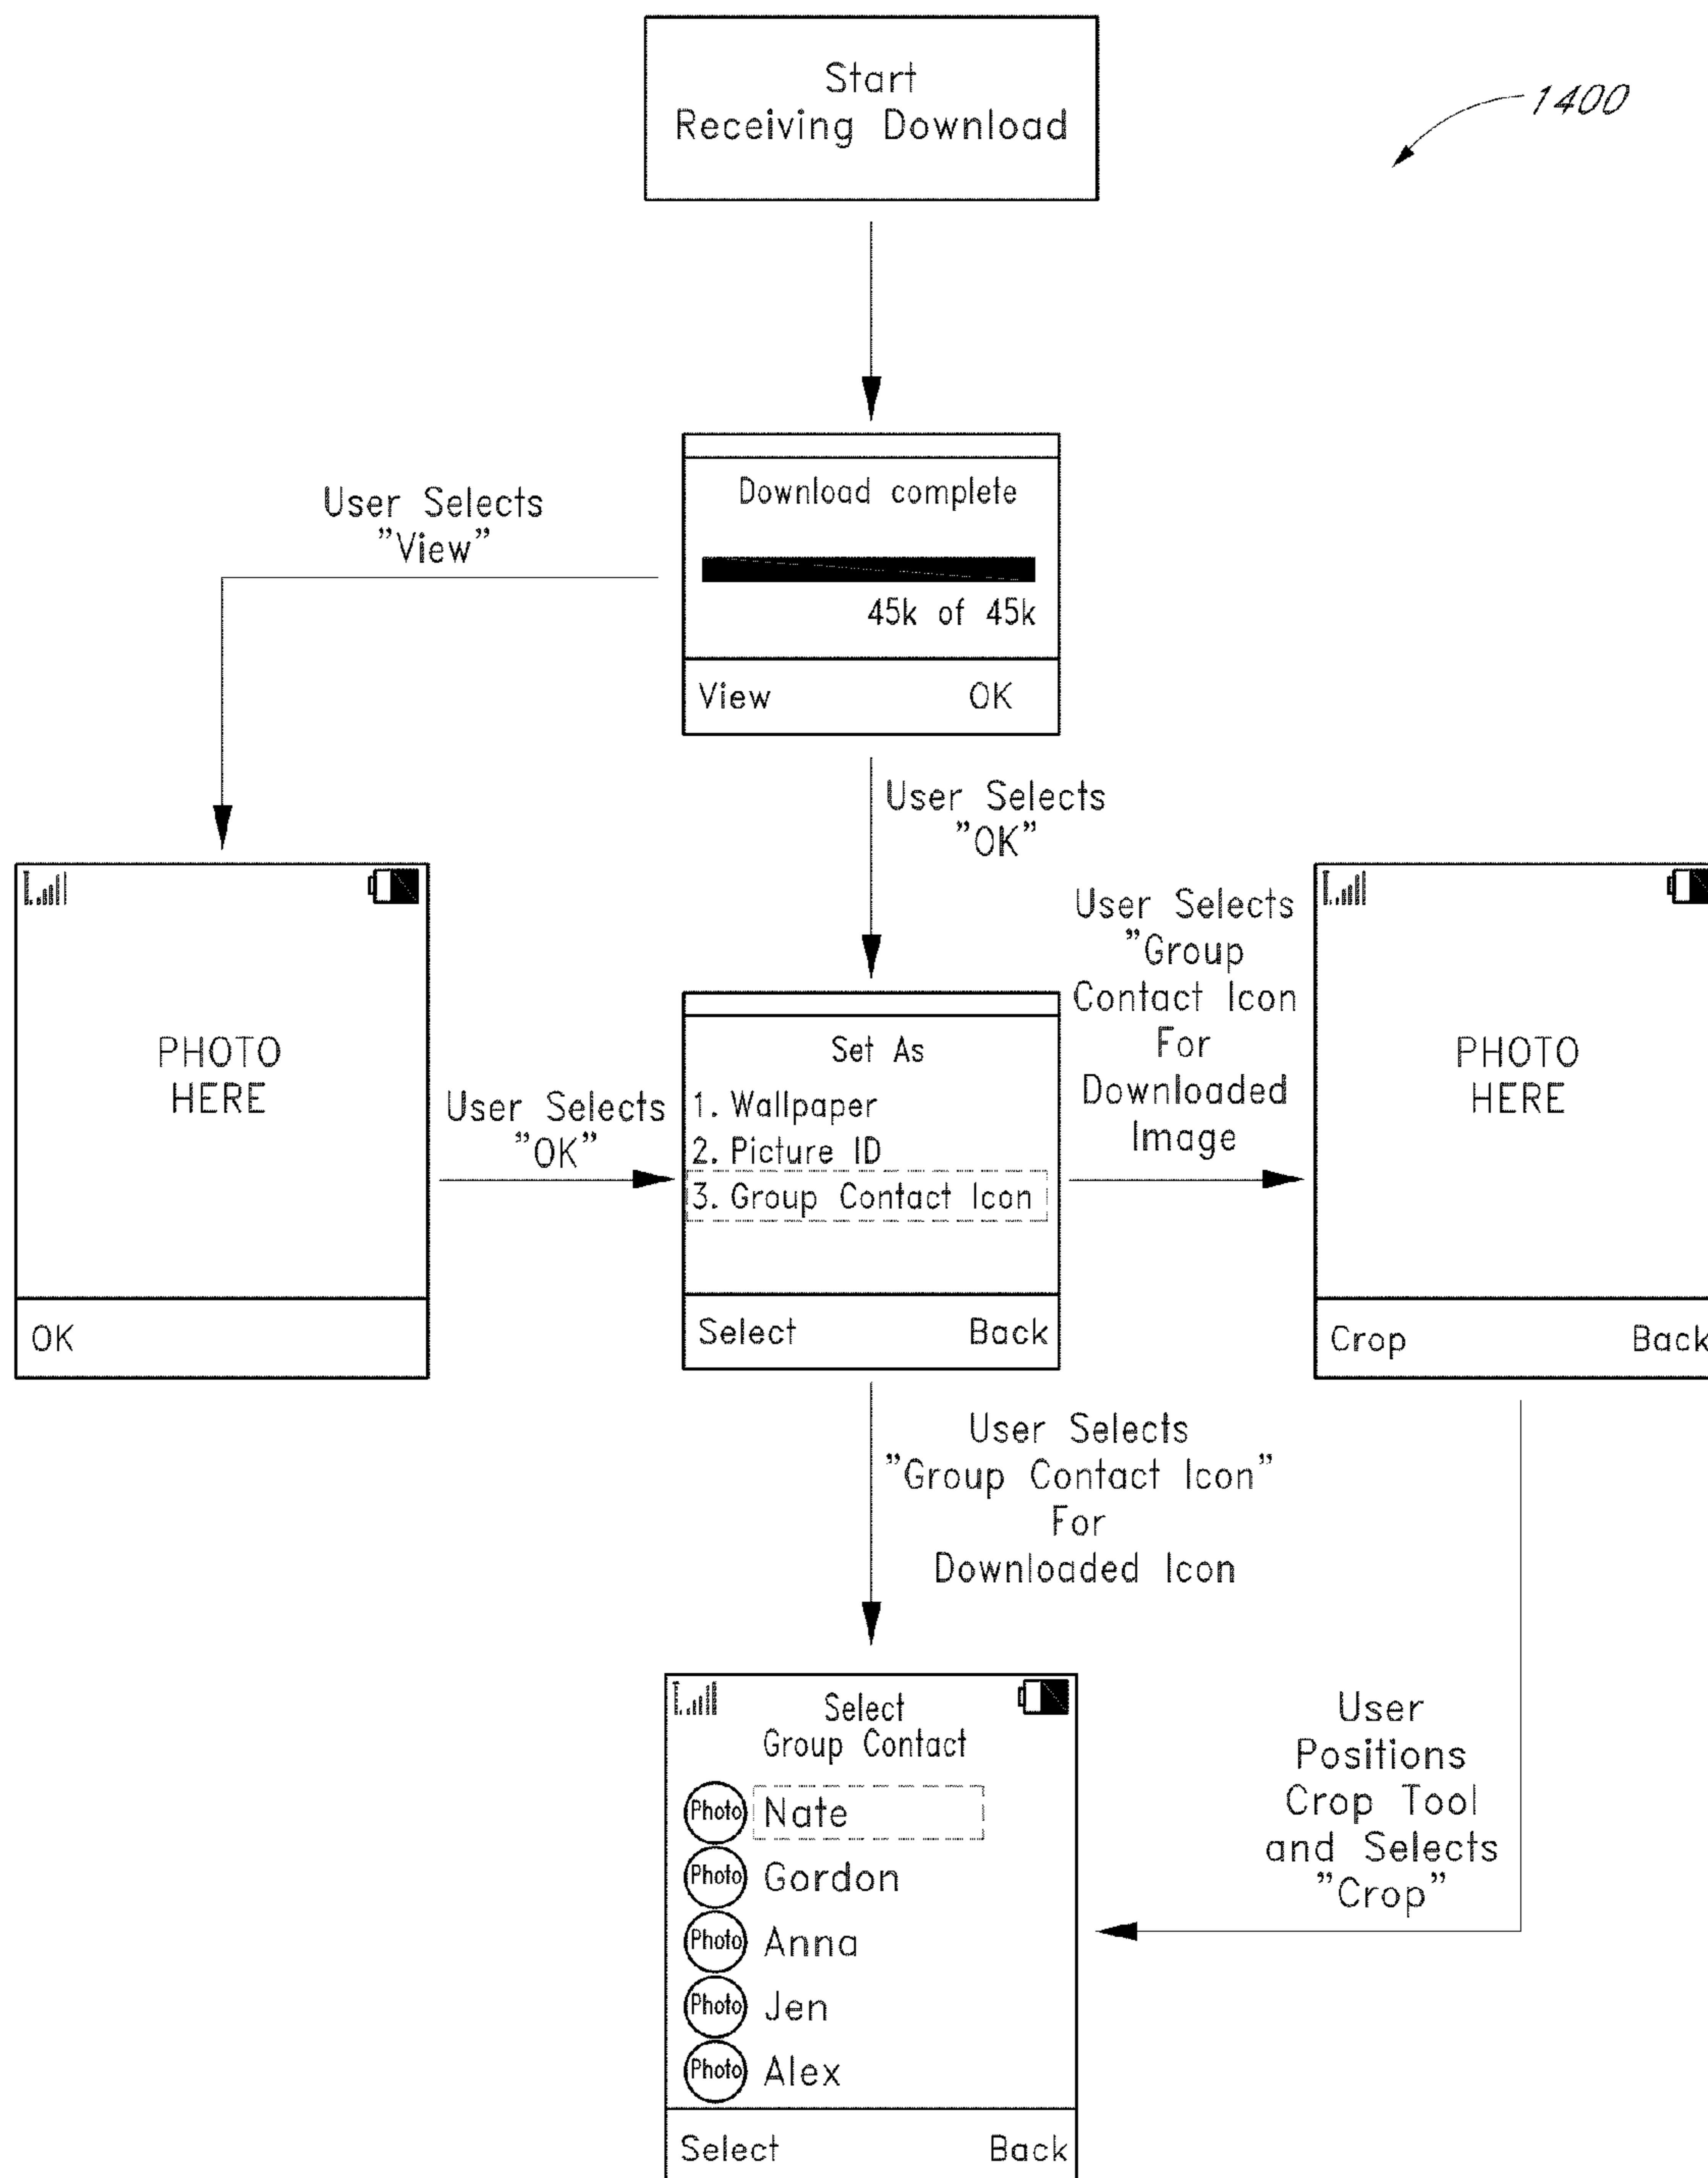 Start
Receiving Download
1400
Download complete
45k of 45k
View OK
User Selects
"View"
User Selects
"OK"
PHOTO
HERE
OK
User Selects
"OK"
Set As
1. Wallpaper
2. Picture ID
3. Group Contact Icon
Select Back
User Selects
"Group
Contact Icon
For
Downloaded
Image
PHOTO
HERE
Crop Back
User Selects
"Group Contact Icon"
For
Downloaded Icon
User
Positions
Crop Tool
and Selects
"Crop"
Select
Group Contact
Photo Nate
Photo Gordon
Photo Anna
Photo Jen
Photo Alex
Select Back